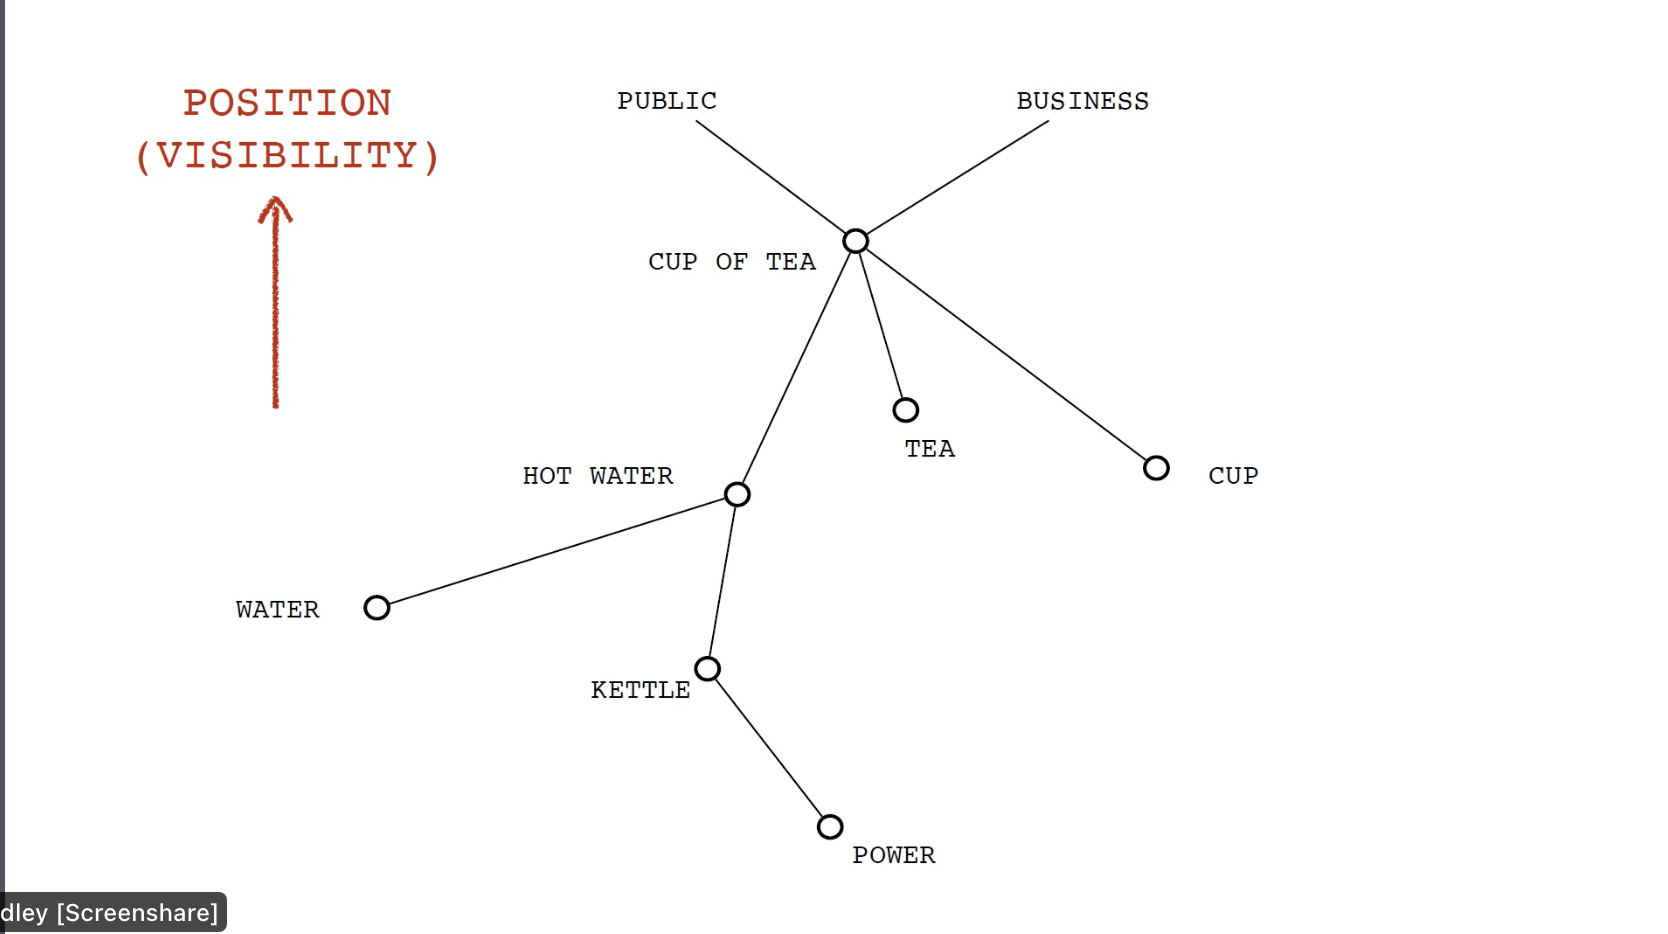 POSITION
(VISIBILITY)
PUBLIC
BUSINESS
CUP OF TEA
TEA
HOT WATER
CUP
WATER
KETTLE
POWER
dley [Screenshare]